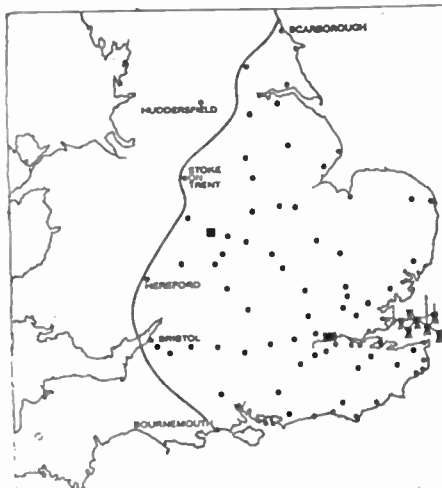 SCARBOROUGH
HUDDERSFIELD
STOKE
ON
TRENT
HEREFORD
BRISTOL
BOURNEMOUTH